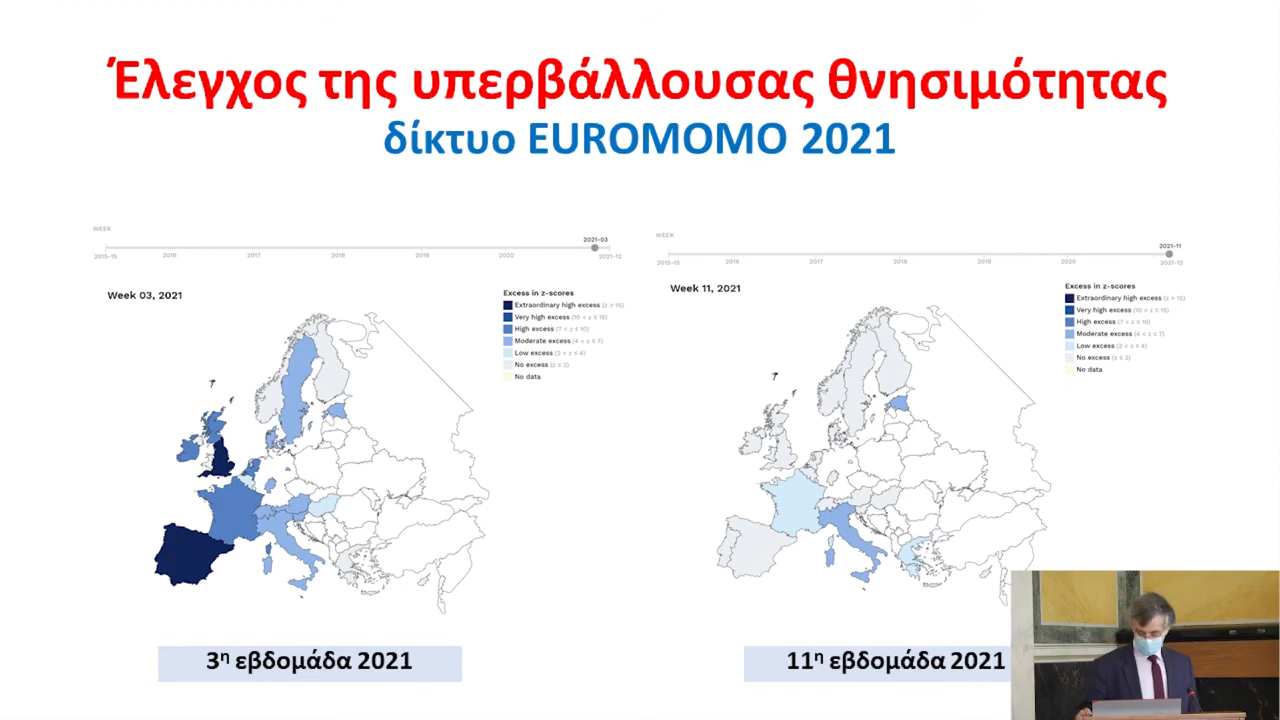 Έλεγχος της υπερβάλλουσας θνησιμότητας
δίκτυο EUROMOMO 2021
WEEK
2021-03
2015-15 2016 2017 2018 2019 2020 2021-12
Week 03, 2021
Excess in z-scores
Extraordinary high excess (z > 15)
Very high excess (10 < z ≤ 15)
High excess (7 < z ≤ 10)
Moderate excess (4 < z ≤ 7)
Low excess (2 < z ≤ 4)
No excess (z ≤ 2)
No data
3η εβδομάδα 2021
WEEK
2021-11
2015-15 2016 2017 2018 2019 2020 2021-12
Week 11, 2021
Excess in z-scores
Extraordinary high excess (z > 15)
Very high excess (10 < z ≤ 15)
High excess (7 < z ≤ 10)
Moderate excess (4 < z ≤ 7)
Low excess (2 < z ≤ 4)
No excess (z ≤ 2)
No data
11η εβδομάδα 2021